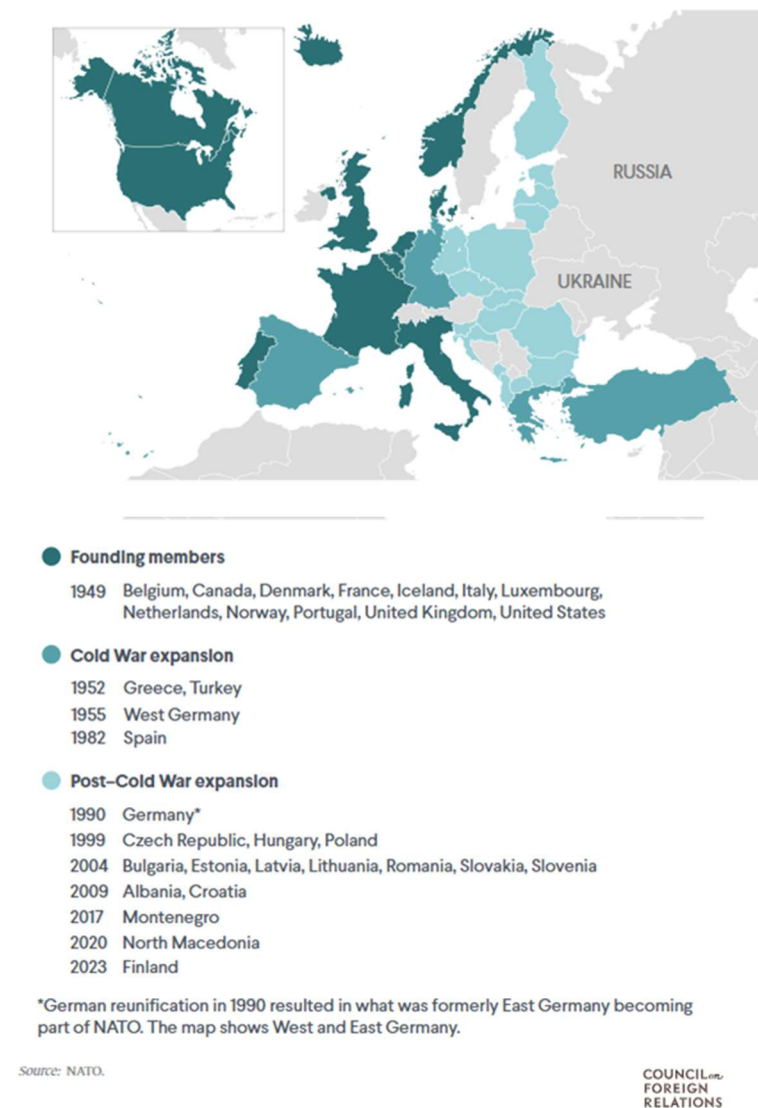 RUSSIA
UKRAINE
Founding members
1949 Belgium, Canada, Denmark, France, Iceland, Italy, Luxembourg,
Netherlands, Norway, Portugal, United Kingdom, United States
Cold War expansion
1952 Greece, Turkey
1955 West Germany
1982 Spain
Post–Cold War expansion
1990 Germany*
1999 Czech Republic, Hungary, Poland
2004 Bulgaria, Estonia, Latvia, Lithuania, Romania, Slovakia, Slovenia
2009 Albania, Croatia
2017 Montenegro
2020 North Macedonia
2023 Finland
*German reunification in 1990 resulted in what was formerly East Germany becoming
part of NATO. The map shows West and East Germany.
Source: NATO.
COUNCIL on
FOREIGN
RELATIONS